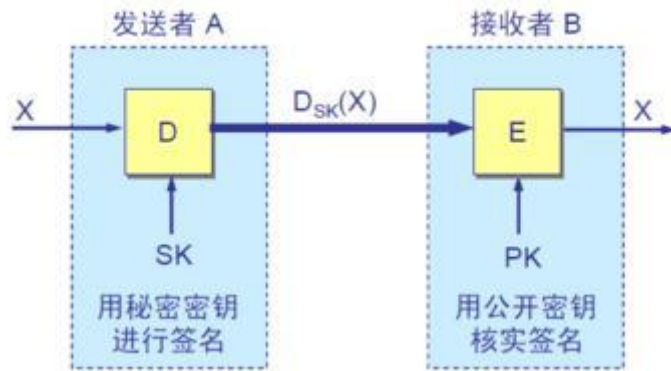 发送者 A
接收者 B
X
D
D_SK(X)
E
X
SK
PK
用秘密密钥
进行签名
用公开密钥
核实签名